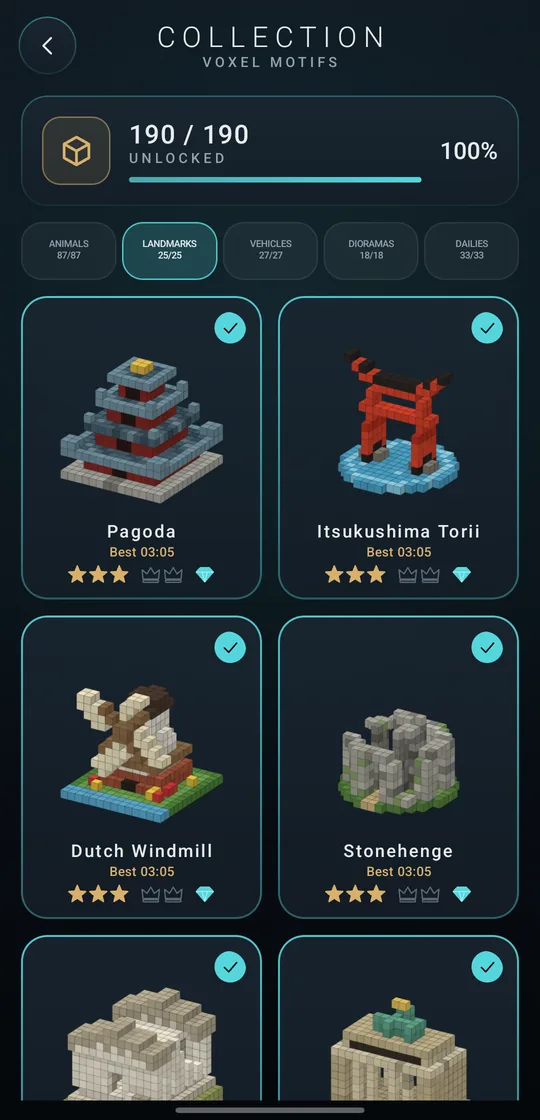 COLLECTION
VOXEL MOTIFS
190 / 190
UNLOCKED
100%
ANIMALS
87/87
LANDMARKS
25/25
VEHICLES
27/27
DIORAMAS
18/18
DAILIES
33/33
Pagoda
Best 03:05
Itsukushima Torii
Best 03:05
Dutch Windmill
Best 03:05
Stonehenge
Best 03:05